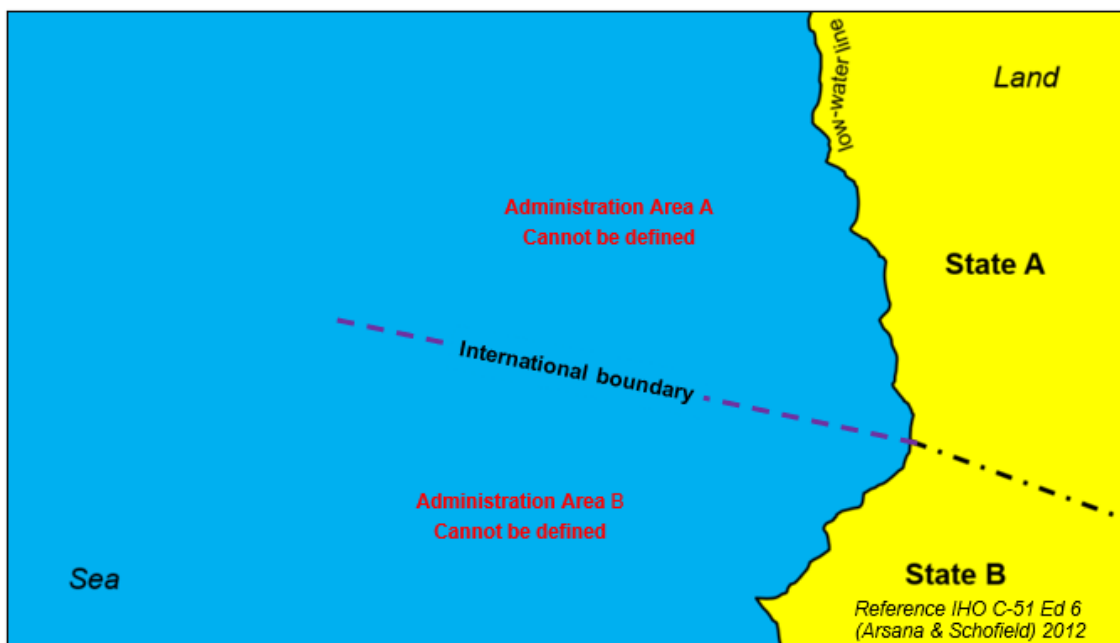 low-water line
Land
Administration Area A
Cannot be defined
State A
International boundary
Administration Area B
Cannot be defined
Sea
State B
Reference IHO C-51 Ed 6
(Arsana & Schofield) 2012